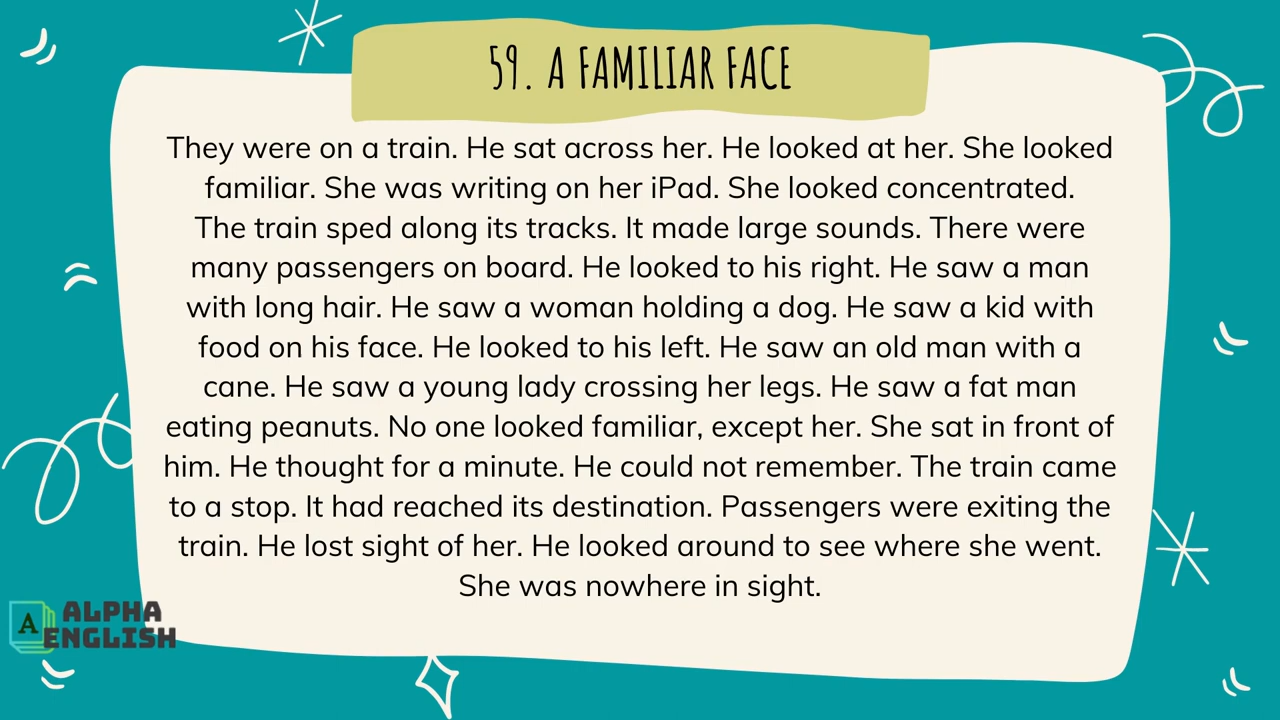 59. A FAMILIAR FACE
They were on a train. He sat across her. He looked at her. She looked
familiar. She was writing on her iPad. She looked concentrated.
The train sped along its tracks. It made large sounds. There were
many passengers on board. He looked to his right. He saw a man
with long hair. He saw a woman holding a dog. He saw a kid with
food on his face. He looked to his left. He saw an old man with a
cane. He saw a young lady crossing her legs. He saw a fat man
eating peanuts. No one looked familiar, except her. She sat in front of
him. He thought for a minute. He could not remember. The train came
to a stop. It had reached its destination. Passengers were exiting the
train. He lost sight of her. He looked around to see where she went.
She was nowhere in sight.
A
ALPHA
ENGLISH